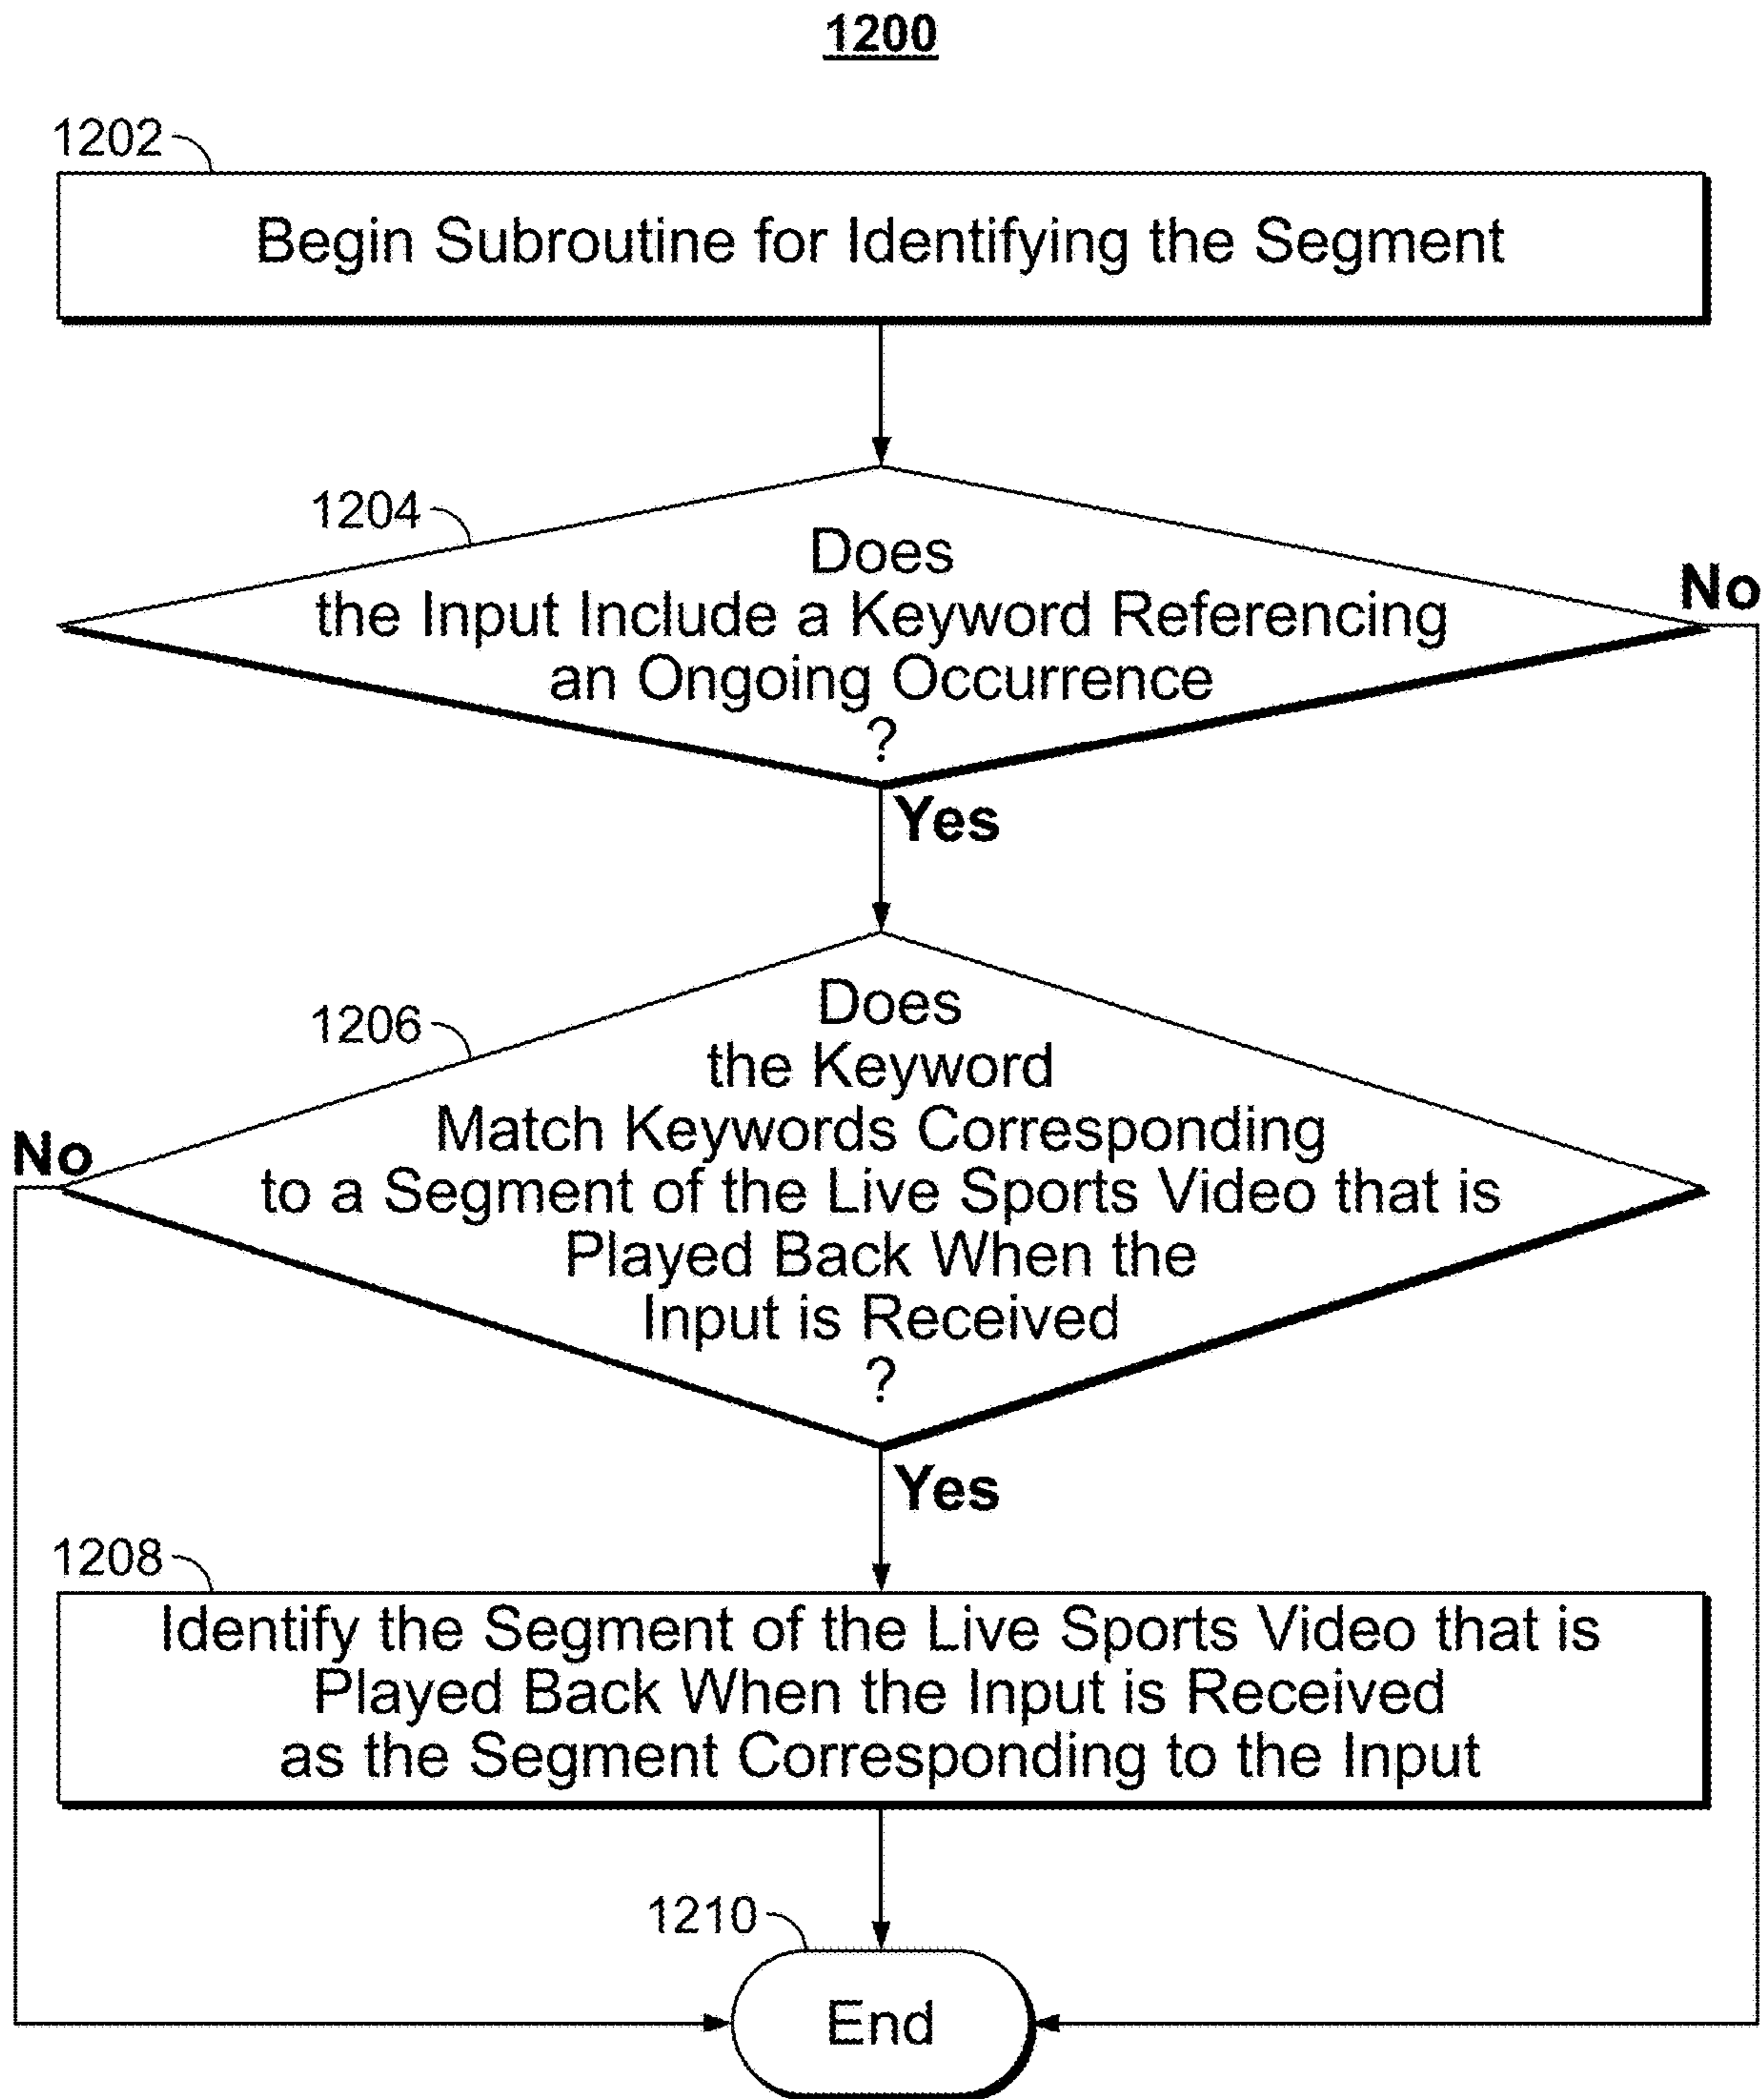 1200
1202
Begin Subroutine for Identifying the Segment
1204
Does
the Input Include a Keyword Referencing
an Ongoing Occurrence
?
No
Yes
1206
Does
the Keyword
Match Keywords Corresponding
to a Segment of the Live Sports Video that is
Played Back When the
Input is Received
?
No
Yes
1208
Identify the Segment of the Live Sports Video that is
Played Back When the Input is Received
as the Segment Corresponding to the Input
1210
End